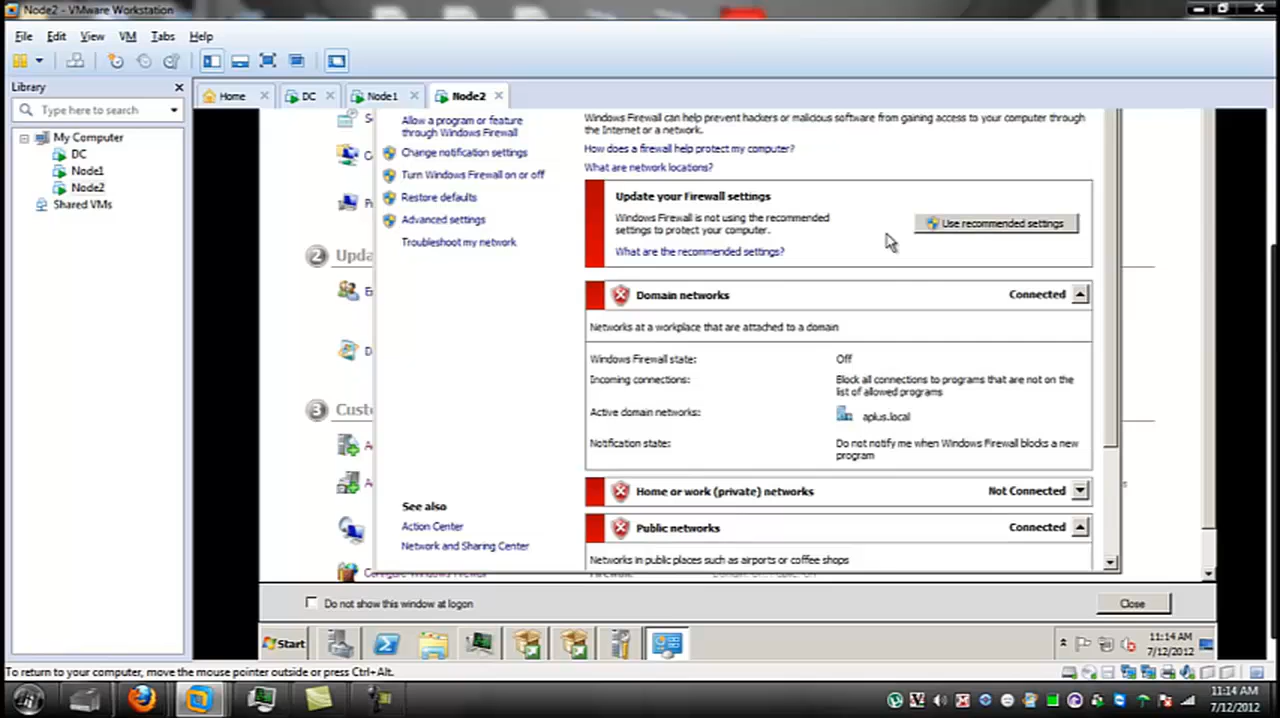 Node2 - VMware Workstation
File Edit View VM Tabs Help
Library
Type here to search
My Computer
DC
Node1
Node2
Shared VMs
Home DC Node1 Node2
Allow a program or feature
through Windows Firewall
Change notification settings
Turn Windows Firewall on or off
Restore defaults
Advanced settings
Troubleshoot my network
See also
Action Center
Network and Sharing Center
Windows Firewall can help prevent hackers or malicious software from gaining access to your computer through
the Internet or a network.
How does a firewall help protect my computer?
What are network locations?
Update your Firewall settings
Windows Firewall is not using the recommended
settings to protect your computer.
What are the recommended settings?
Use recommended settings
Domain networks Connected
Networks at a workplace that are attached to a domain
Windows Firewall state: Off
Incoming connections: Block all connections to programs that are not on the
list of allowed programs
Active domain networks: aplus.local
Notification state: Do not notify me when Windows Firewall blocks a new
program
Home or work (private) networks Not Connected
Public networks Connected
Networks in public places such as airports or coffee shops
2 Upda
3 Cust
Do not show this window at logon
Close
Start
11:14 AM
7/12/2012
To return to your computer, move the mouse pointer outside or press Ctrl+Alt.
11:14 AM
7/12/2012